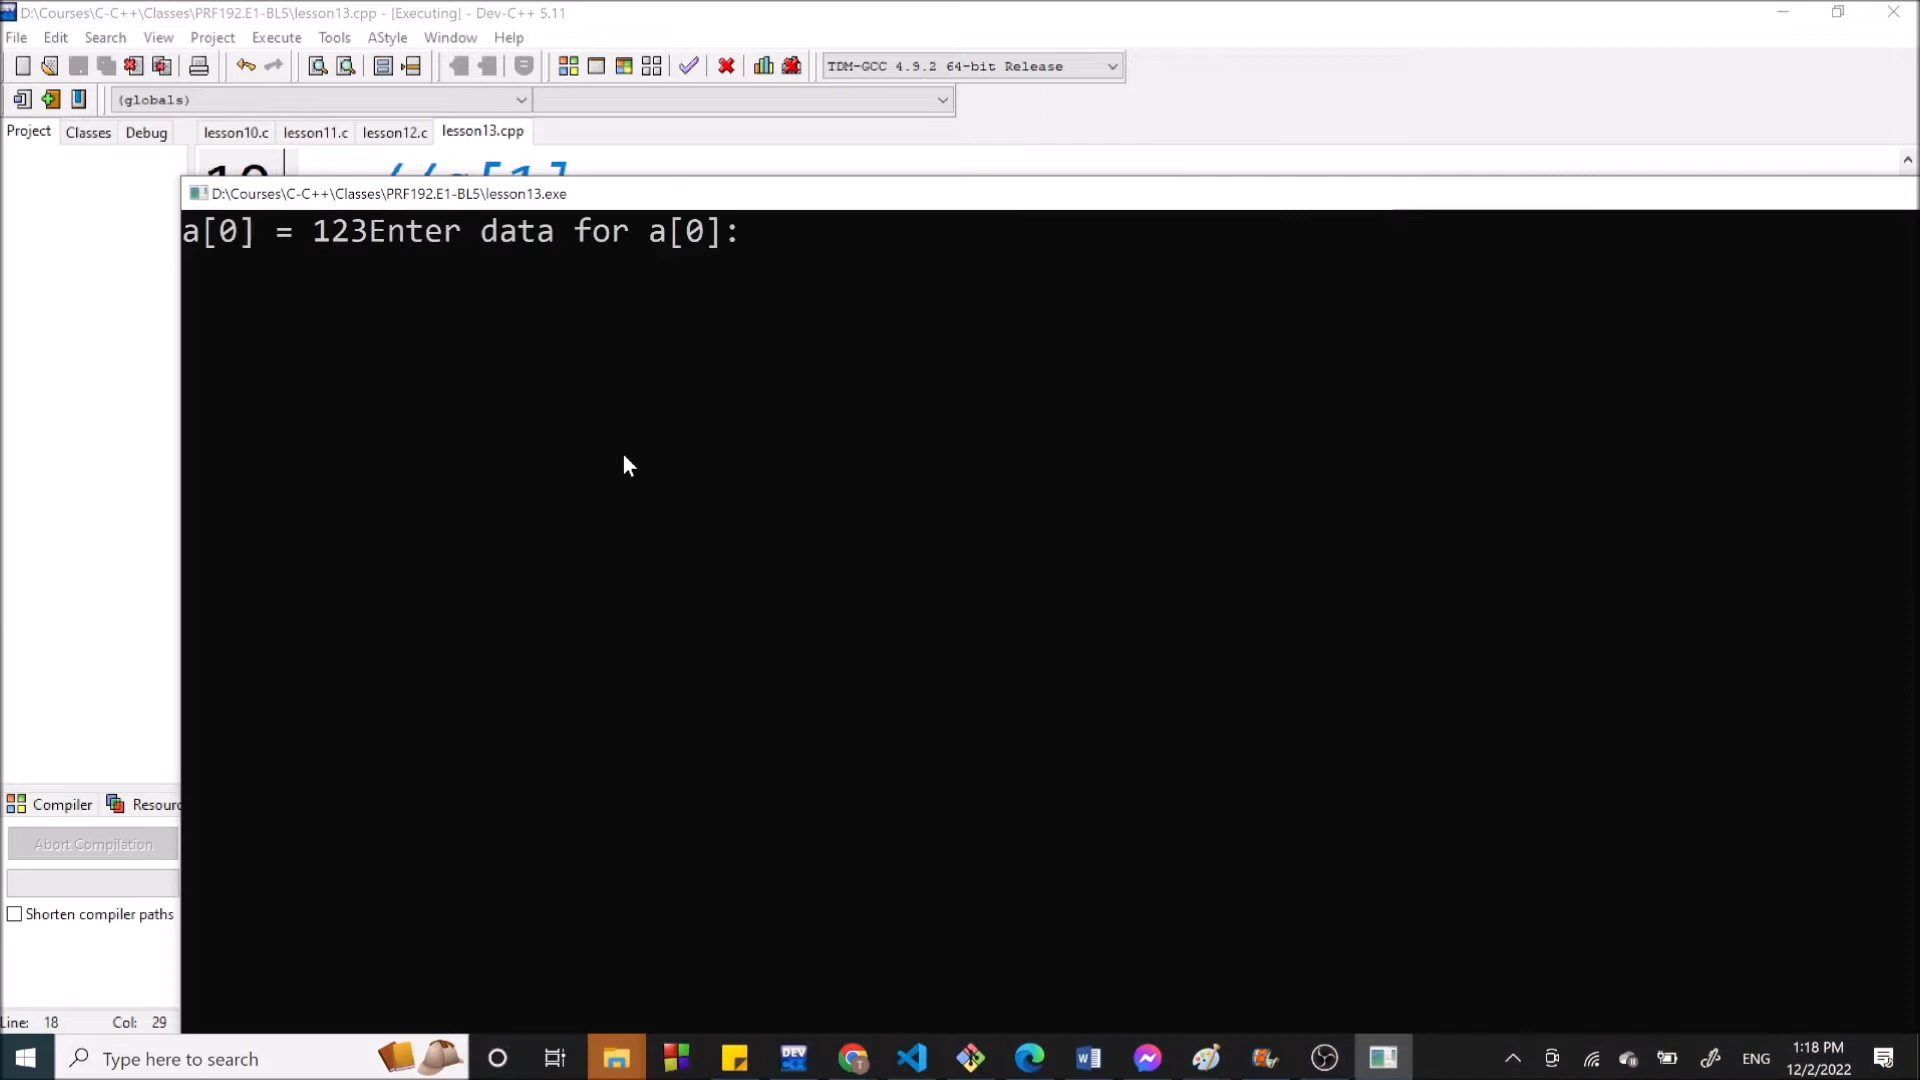 D:\Courses\C-C++\Classes\PRF192.E1-BL5\lesson13.cpp - [Executing] - Dev-C++ 5.11
File Edit Search View Project Execute Tools AStyle Window Help
TDM-GCC 4.9.2 64-bit Release
(globals)
Project Classes Debug lesson10.c lesson11.c lesson12.c lesson13.cpp
//a[1]
D:\Courses\C-C++\Classes\PRF192.E1-BL5\lesson13.exe
a[0] = 123Enter data for a[0]:
Compiler Resourc
Abort Compilation
Shorten compiler paths
Line: 18 Col: 29
Type here to search DEV ENG 1:18 PM
12/2/2022